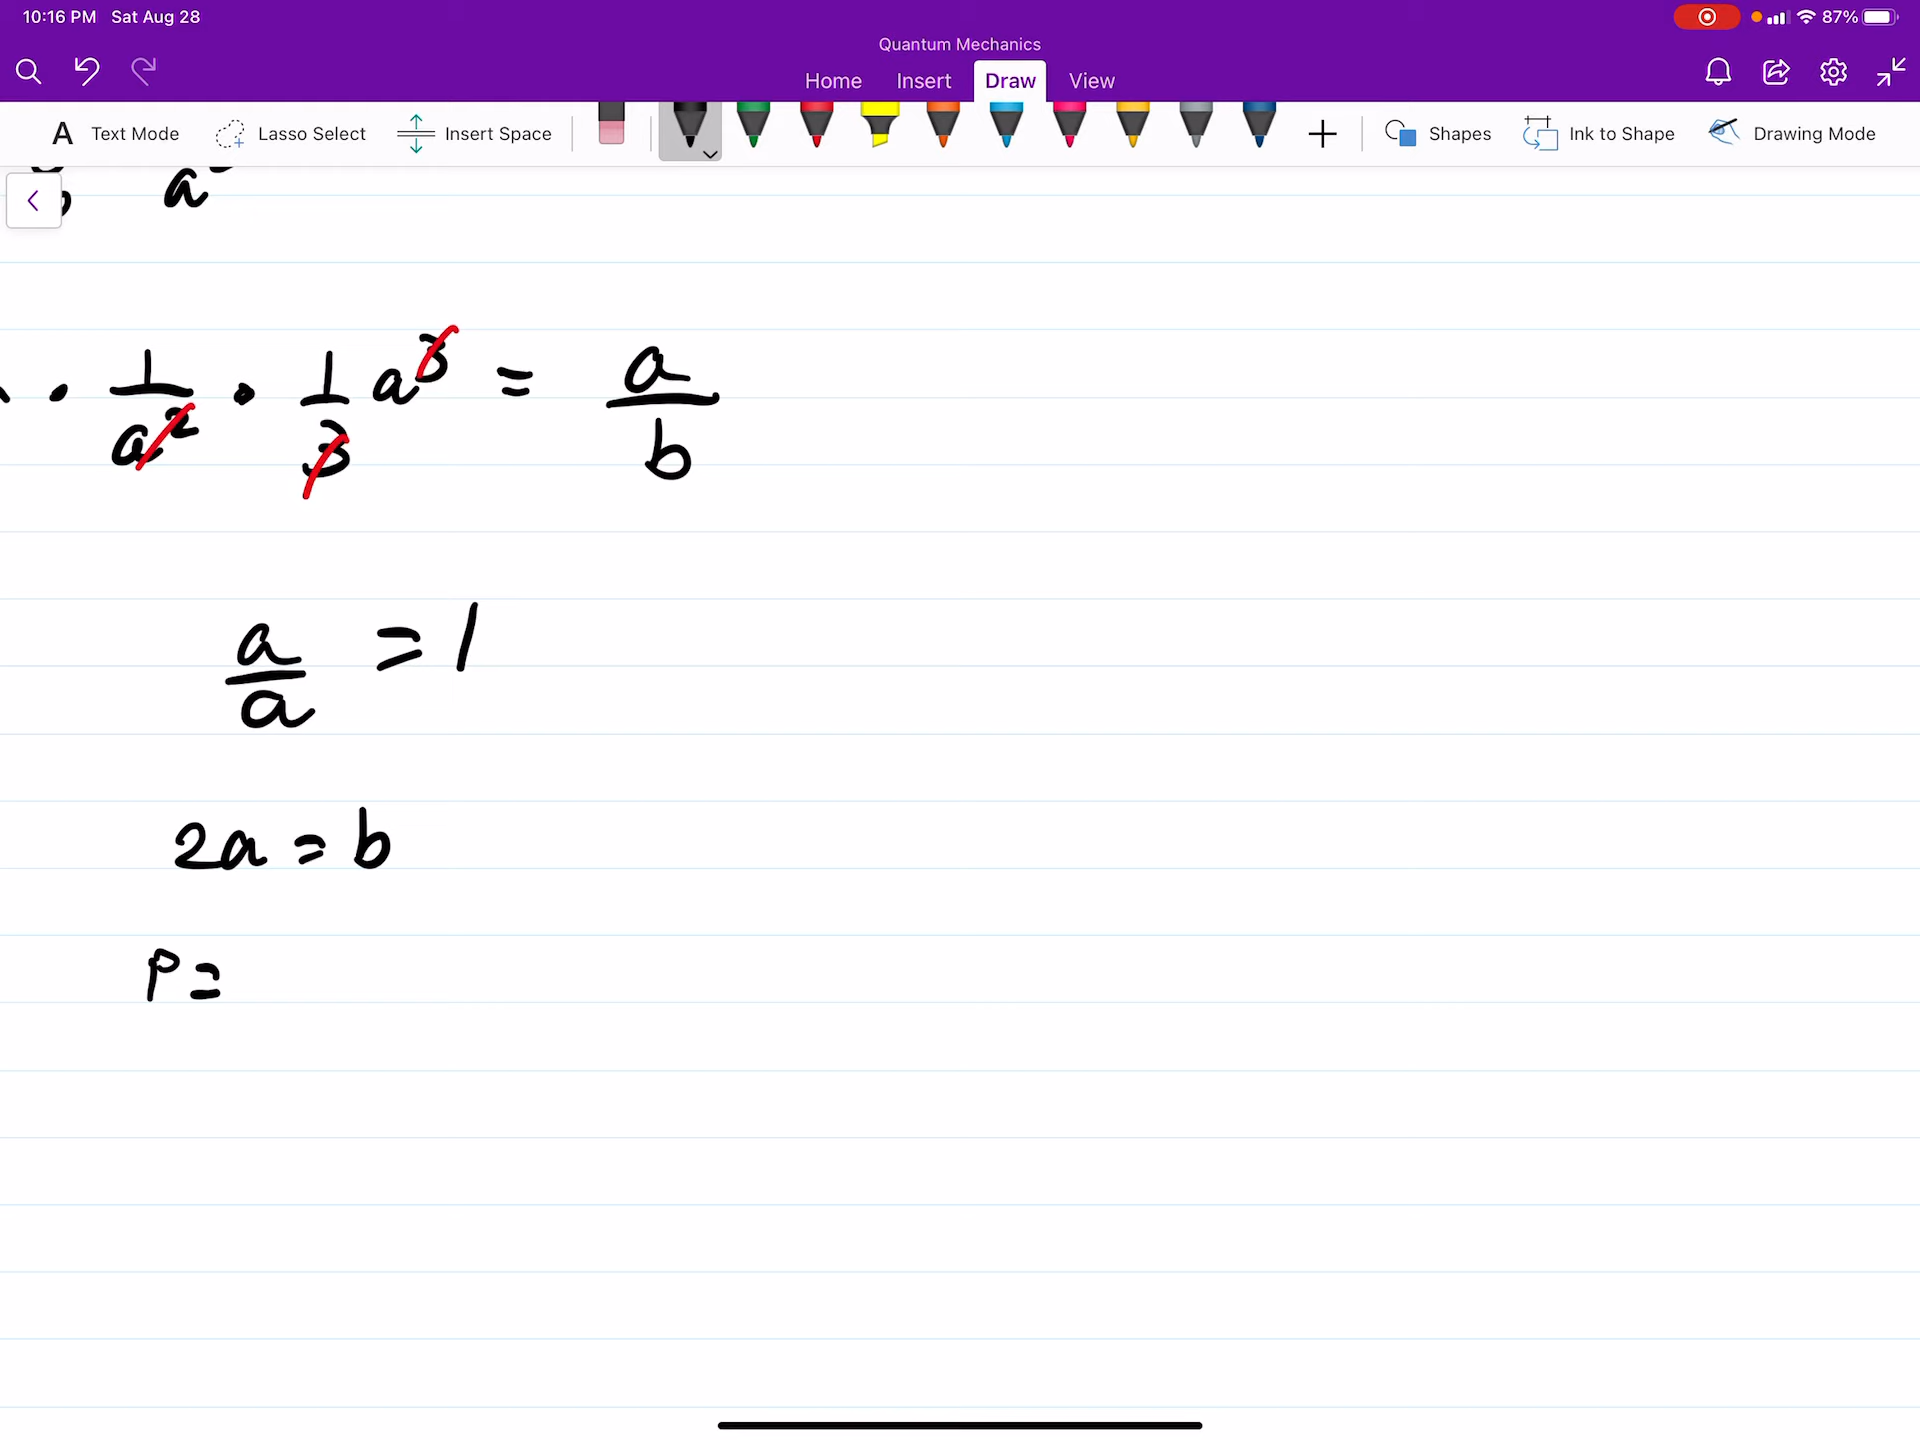 10:16 PM Sat Aug 28
87%
Quantum Mechanics
Home Insert Draw View
A Text Mode Lasso Select Insert Space Shapes Ink to Shape Drawing Mode
a
· 1/a² · 1/3 a³ = a/b
a/a = 1
2a = b
P =